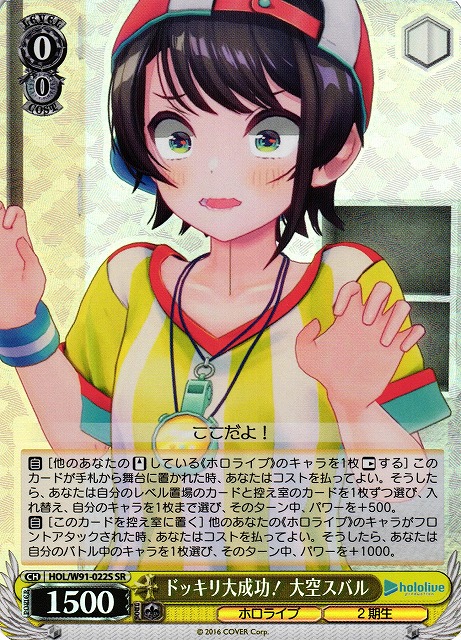 LEVEL
0
0
COST
ここだよ！
自 [他のあなたのしている《ホロライブ》のキャラを1枚する] この
カードが手札から舞台に置かれた時、あなたはコストを払ってよい。そうした
ら、あなたは自分のレベル置場のカードと控え室のカードを1枚ずつ選び、入
れ替え、自分のキャラを1枚まで選び、そのターン中、パワーを＋500。
自 [このカードを控え室に置く] 他のあなたの《ホロライブ》のキャラがフロ
ントアタックされた時、あなたはコストを払ってよい。そうしたら、あなたは自
分のバトル中のキャラを1枚選び、そのターン中、パワーを＋1000。
CH HOL/W91-022S SR
POWER
1500
ドッキリ大成功！ 大空スバル
hololive
production
ホロライブ
2期生
© 2016 COVER Corp.